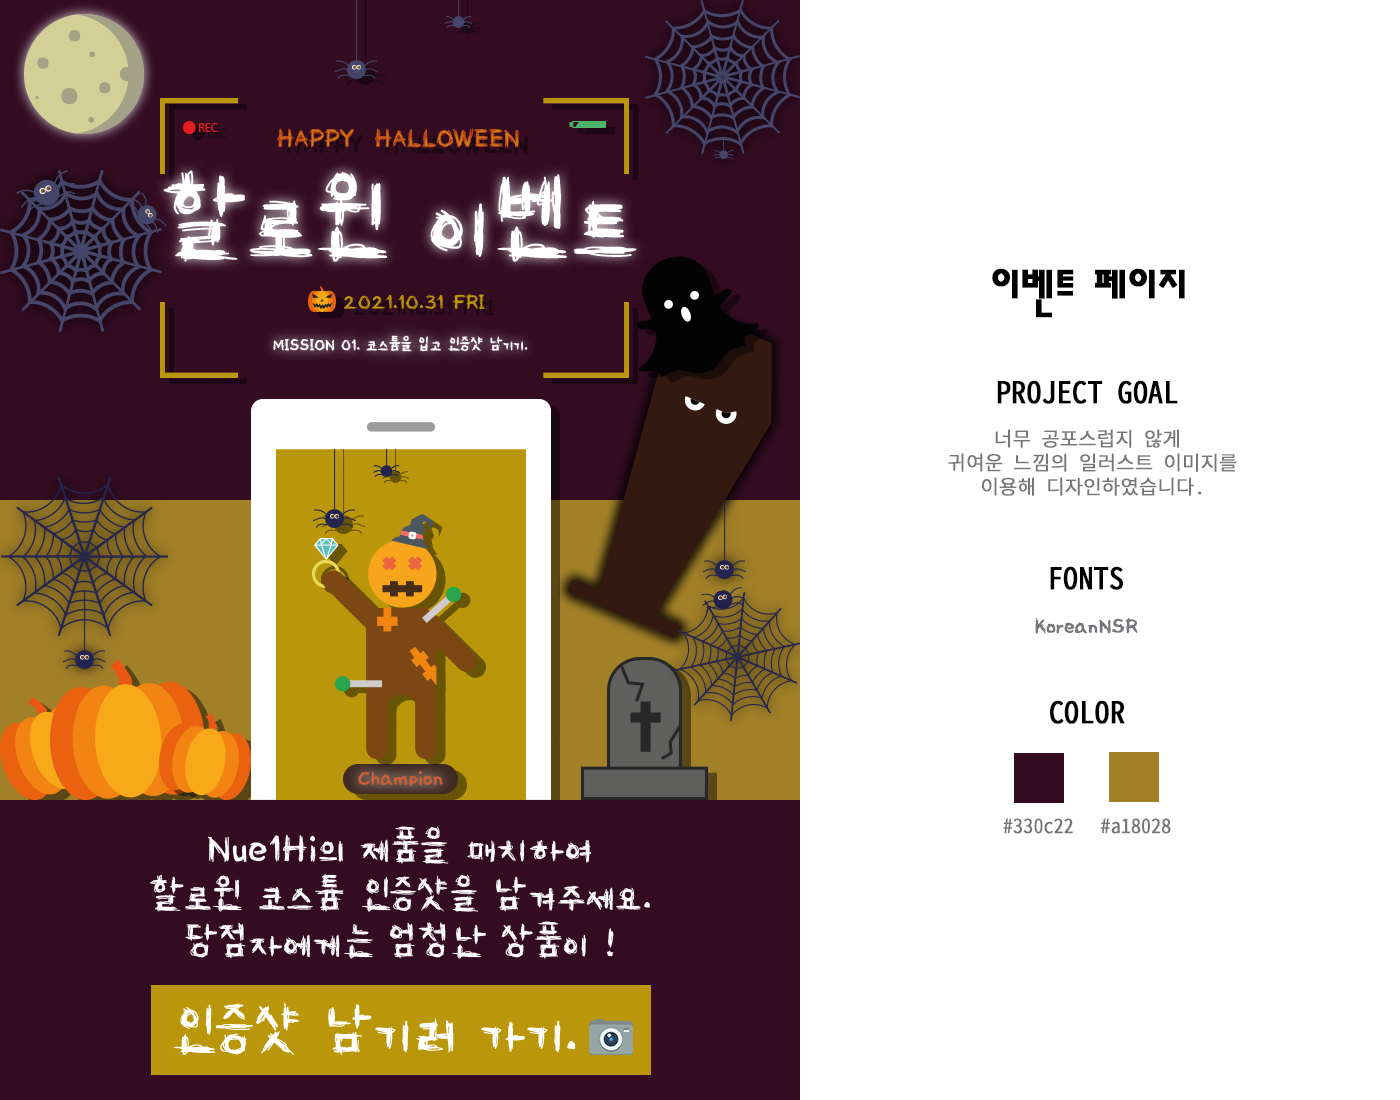 REC
HAPPY HALLOWEEN
할로윈 이벤트
2021.10.31 FRI
MISSION 01. 코스튬을 입고 인증샷 남기기.
Champion
Nue1Hi의 제품을 매치하여
할로윈 코스튬 인증샷을 남겨주세요.
당첨자에게는 엄청난 상품이 !
인증샷 남기러 가기.
이벤트 페이지
PROJECT GOAL
너무 공포스럽지 않게
귀여운 느낌의 일러스트 이미지를
이용해 디자인하였습니다.
FONTS
KoreanNSR
COLOR
#330c22 #a18028